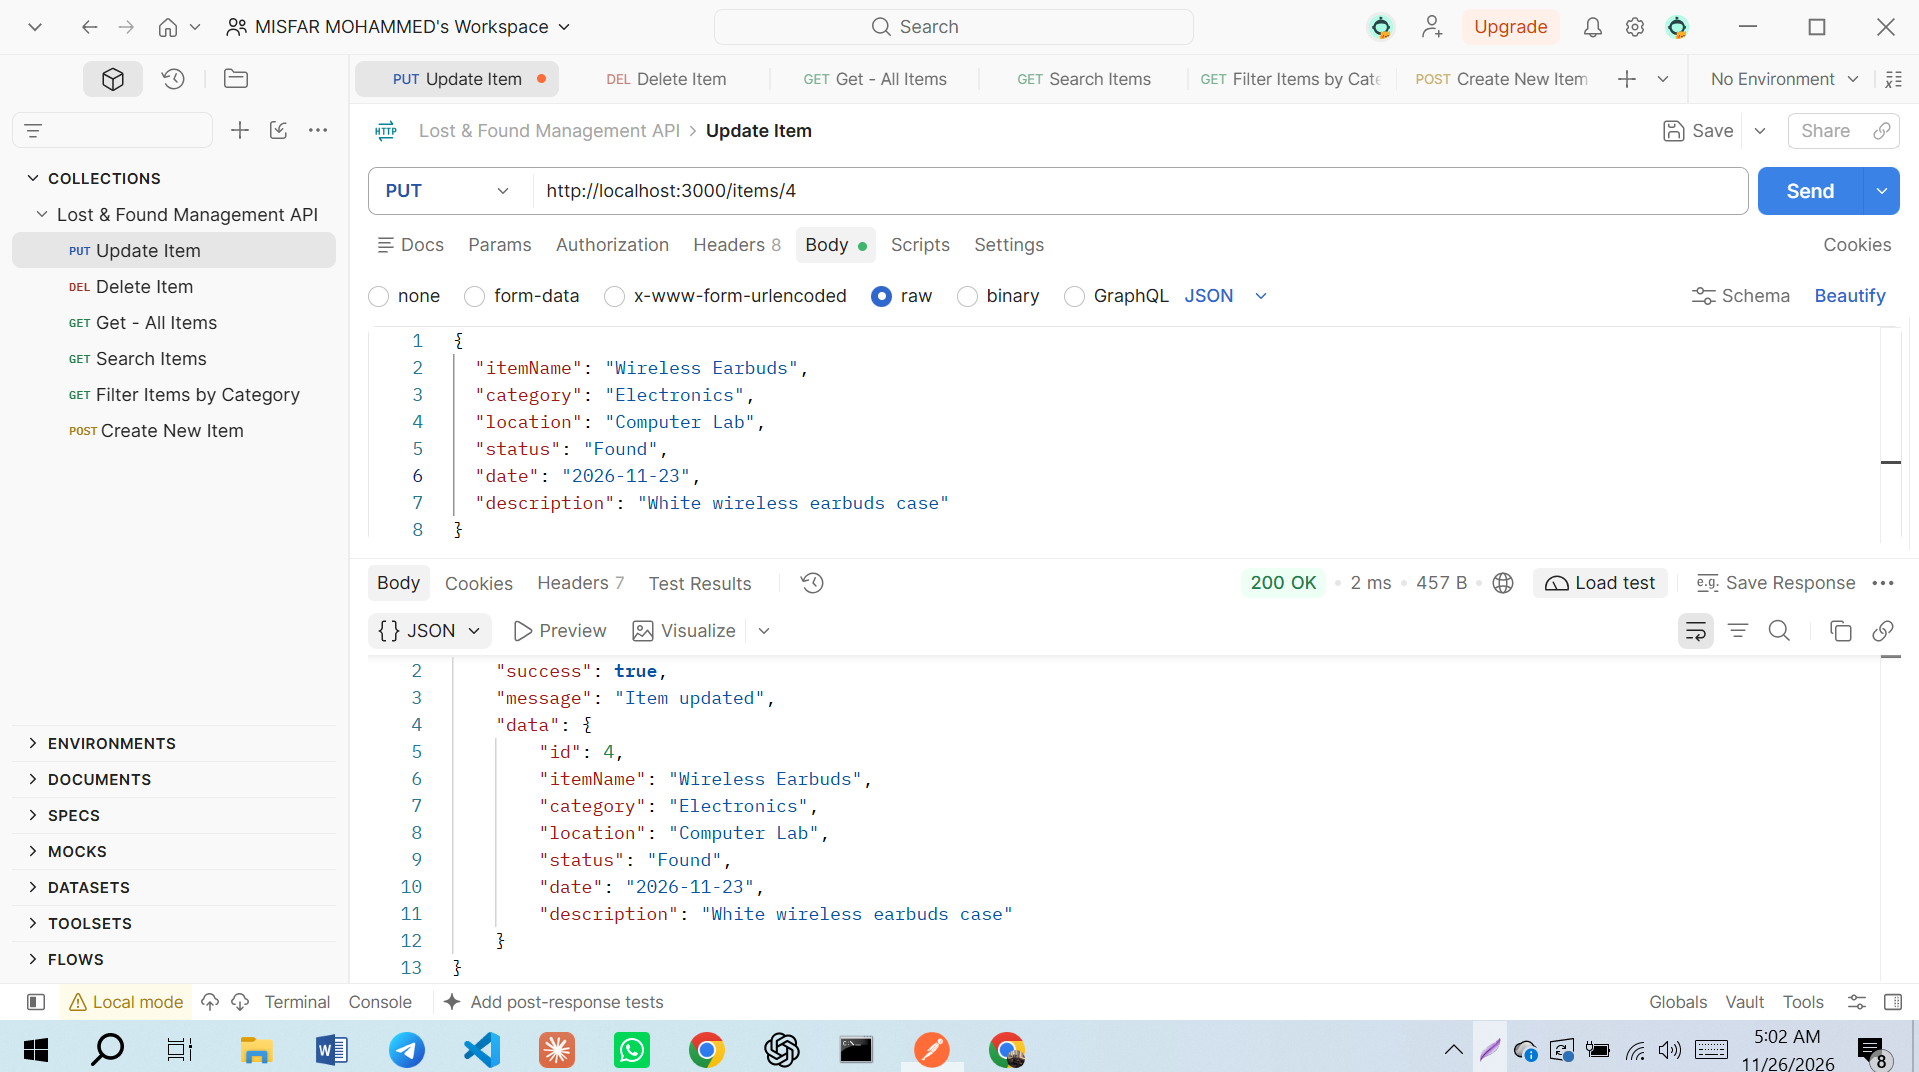 MISFAR MOHAMMED's Workspace
Search
Upgrade
PUT Update Item
DEL Delete Item
GET Get - All Items
GET Search Items
GET Filter Items by Cate
POST Create New Item
No Environment
HTTP Lost & Found Management API > Update Item
Save
Share
COLLECTIONS
Lost & Found Management API
PUT Update Item
DEL Delete Item
GET Get - All Items
GET Search Items
GET Filter Items by Category
POST Create New Item
ENVIRONMENTS
DOCUMENTS
SPECS
MOCKS
DATASETS
TOOLSETS
FLOWS
PUT http://localhost:3000/items/4
Send
Docs Params Authorization Headers 8 Body Scripts Settings
Cookies
none form-data x-www-form-urlencoded raw binary GraphQL JSON
Schema Beautify
1 {
2 "itemName": "Wireless Earbuds",
3 "category": "Electronics",
4 "location": "Computer Lab",
5 "status": "Found",
6 "date": "2026-11-23",
7 "description": "White wireless earbuds case"
8 }
Body Cookies Headers 7 Test Results
200 OK • 2 ms • 457 B •
Load test
e.g. Save Response
{} JSON Preview Visualize
2 "success": true,
3 "message": "Item updated",
4 "data": {
5 "id": 4,
6 "itemName": "Wireless Earbuds",
7 "category": "Electronics",
8 "location": "Computer Lab",
9 "status": "Found",
10 "date": "2026-11-23",
11 "description": "White wireless earbuds case"
12 }
13 }
Local mode Terminal Console Add post-response tests
Globals Vault Tools
5:02 AM
11/26/2026
8